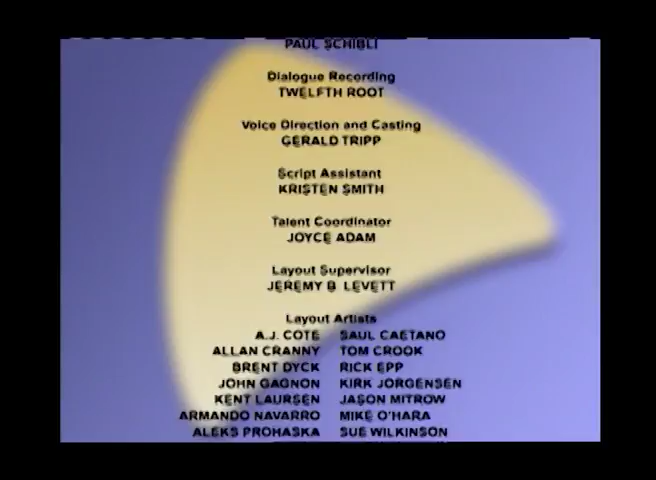 PAUL SCHIBLI
Dialogue Recording
TWELFTH ROOT
Voice Direction and Casting
GERALD TRIPP
Script Assistant
KRISTEN SMITH
Talent Coordinator
JOYCE ADAM
Layout Supervisor
JEREMY B LEVETT
Layout Artists
A.J. COTE SAUL CAETANO
ALLAN CRANNY TOM CROOK
BRENT DYCK RICK EPP
JOHN GAGNON KIRK JORGENSEN
KENT LAURSEN JASON MITROW
ARMANDO NAVARRO MIKE O'HARA
ALEKS PROHASKA SUE WILKINSON